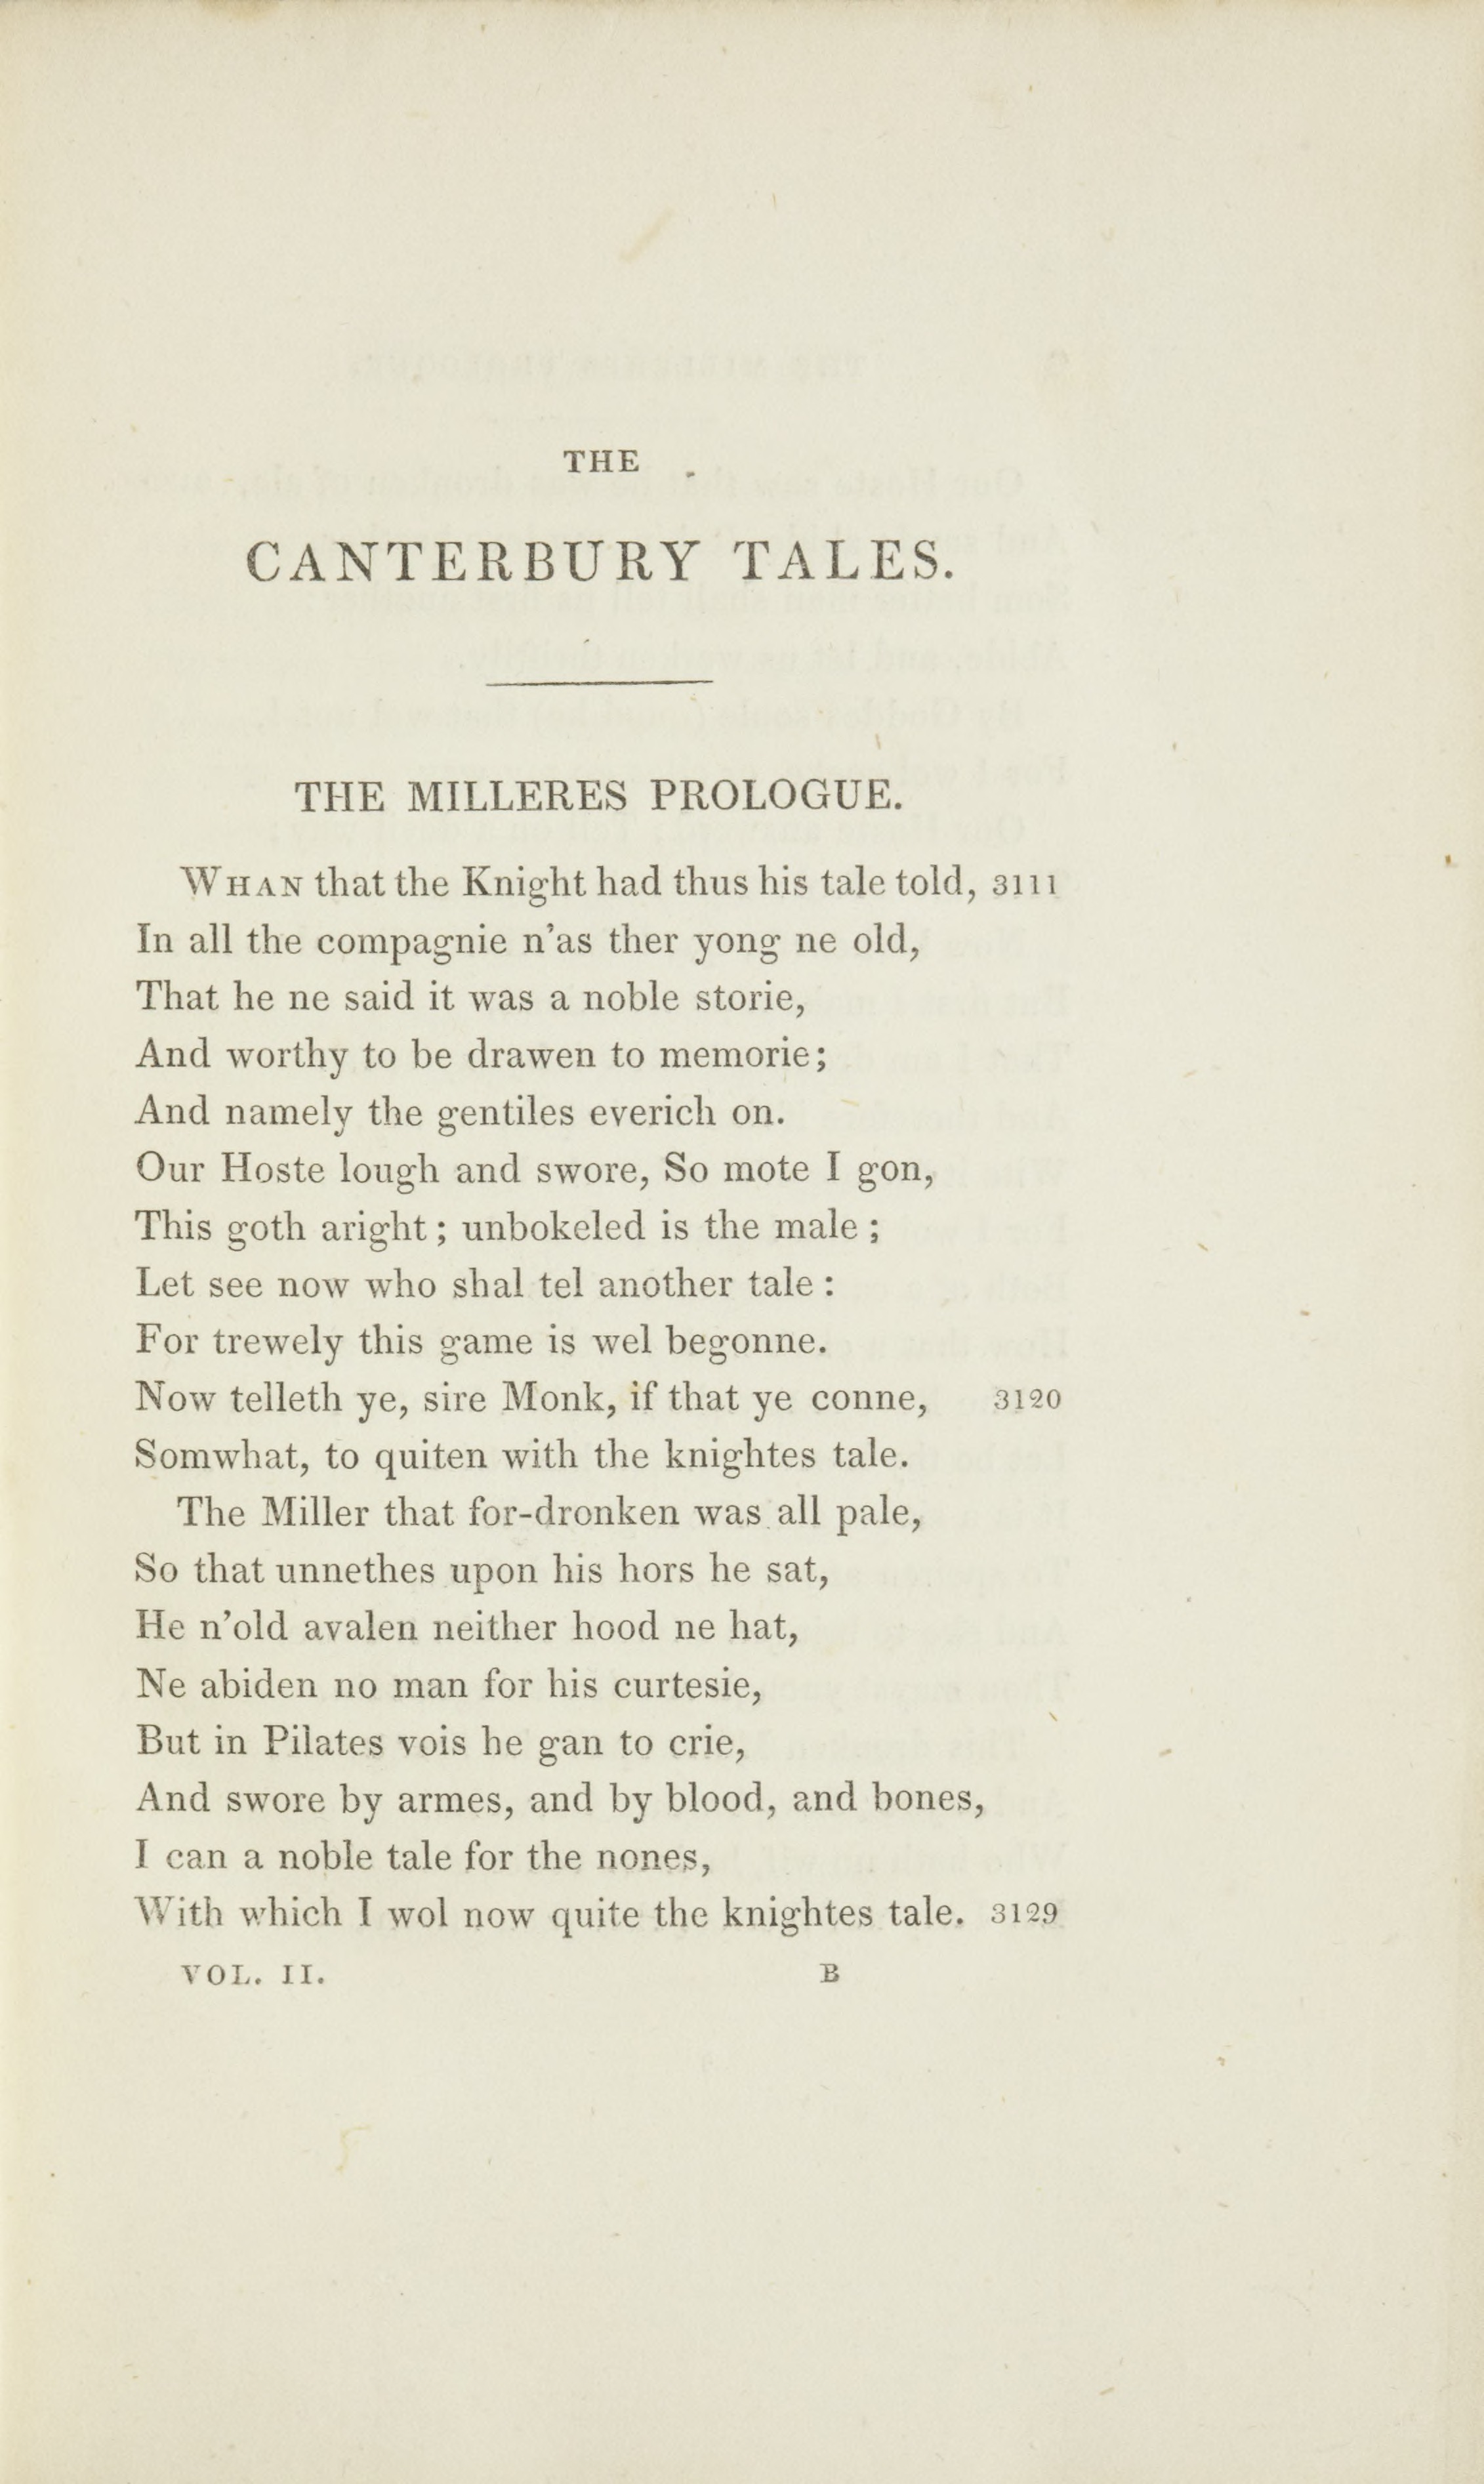 THE
CANTERBURY TALES.
THE MILLERES PROLOGUE.
WHAN that the Knight had thus his tale told, 3111
In all the compagnie n'as ther yong ne old,
That he ne said it was a noble storie,
And worthy to be drawen to memorie;
And namely the gentiles everich on.
Our Hoste lough and swore, So mote I gon,
This goth aright; unbokeled is the male;
Let see now who shal tel another tale:
For trewely this game is wel begonne.
Now telleth ye, sire Monk, if that ye conne, 3120
Somwhat, to quiten with the knightes tale.
The Miller that for-dronken was all pale,
So that unnethes upon his hors he sat,
He n'old avalen neither hood ne hat,
Ne abiden no man for his curtesie,
But in Pilates vois he gan to crie,
And swore by armes, and by blood, and bones,
I can a noble tale for the nones,
With which I wol now quite the knightes tale. 3129
VOL. II. B